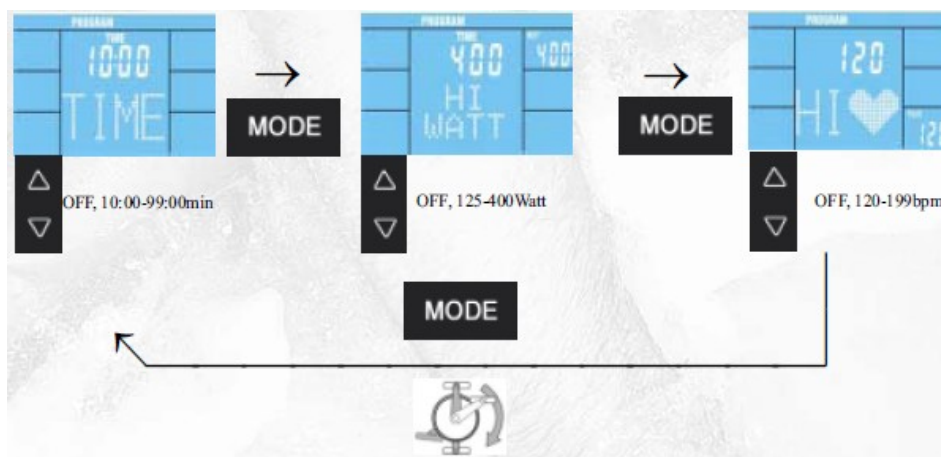 PROGRAM
TIME
10:00
TIME
MODE
OFF, 10:00-99:00min
PROGRAM
TIME
400
400
HI
WATT
OFF, 125-400Watt
MODE
PROGRAM
120
HI
120
OFF, 120-199bpm
MODE